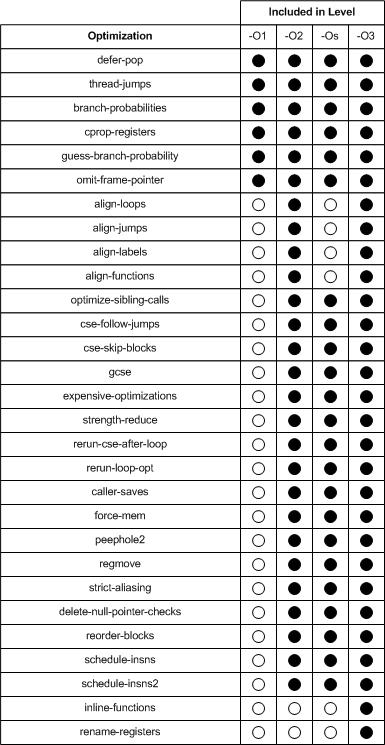 Included in Level
Optimization -O1 -O2 -Os -O3
defer-pop
thread-jumps
branch-probabilities
cprop-registers
guess-branch-probability
omit-frame-pointer
align-loops
align-jumps
align-labels
align-functions
optimize-sibling-calls
cse-follow-jumps
cse-skip-blocks
gcse
expensive-optimizations
strength-reduce
rerun-cse-after-loop
rerun-loop-opt
caller-saves
force-mem
peephole2
regmove
strict-aliasing
delete-null-pointer-checks
reorder-blocks
schedule-insns
schedule-insns2
inline-functions
rename-registers